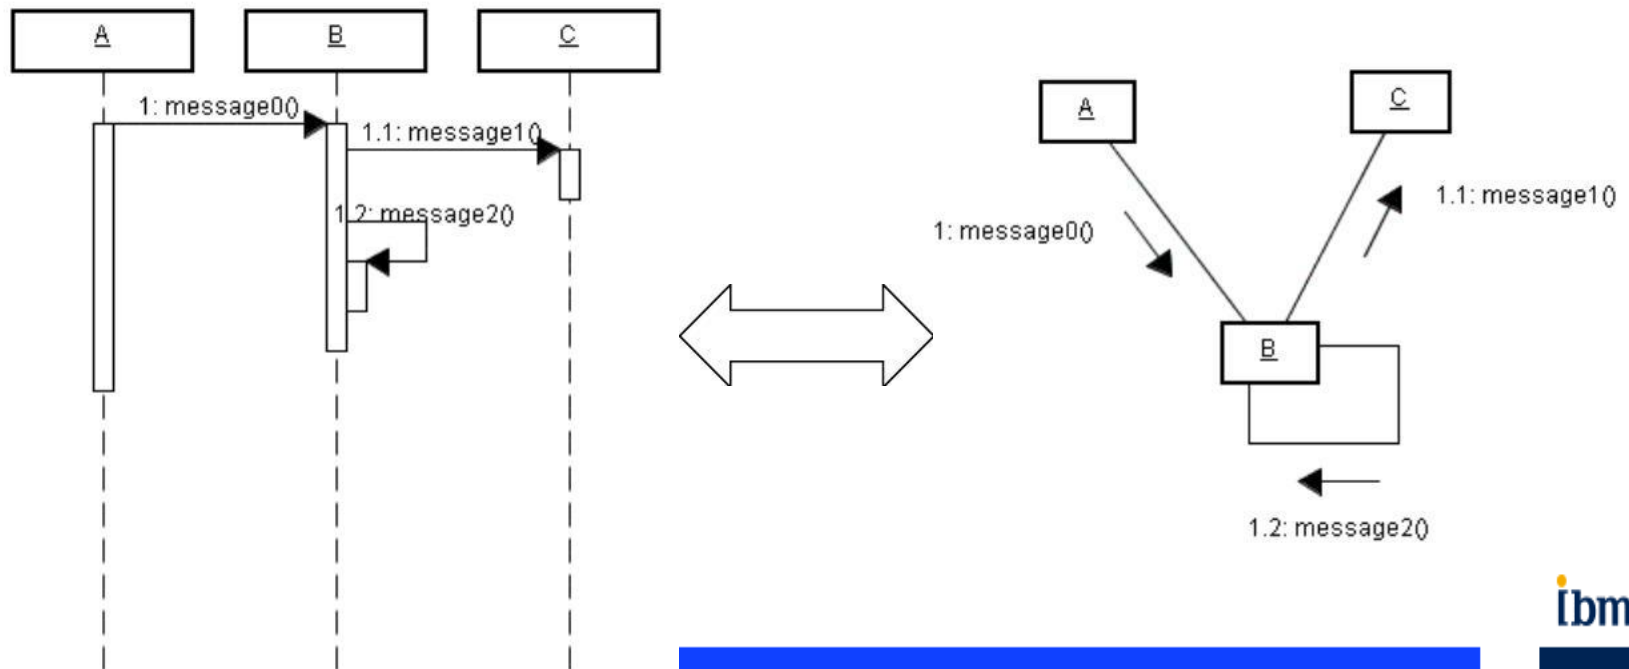 A
B
C
1: message0()
1.1: message1()
1.2: message2()
A
C
1: message0()
1.1: message1()
B
1.2: message2()
ibm